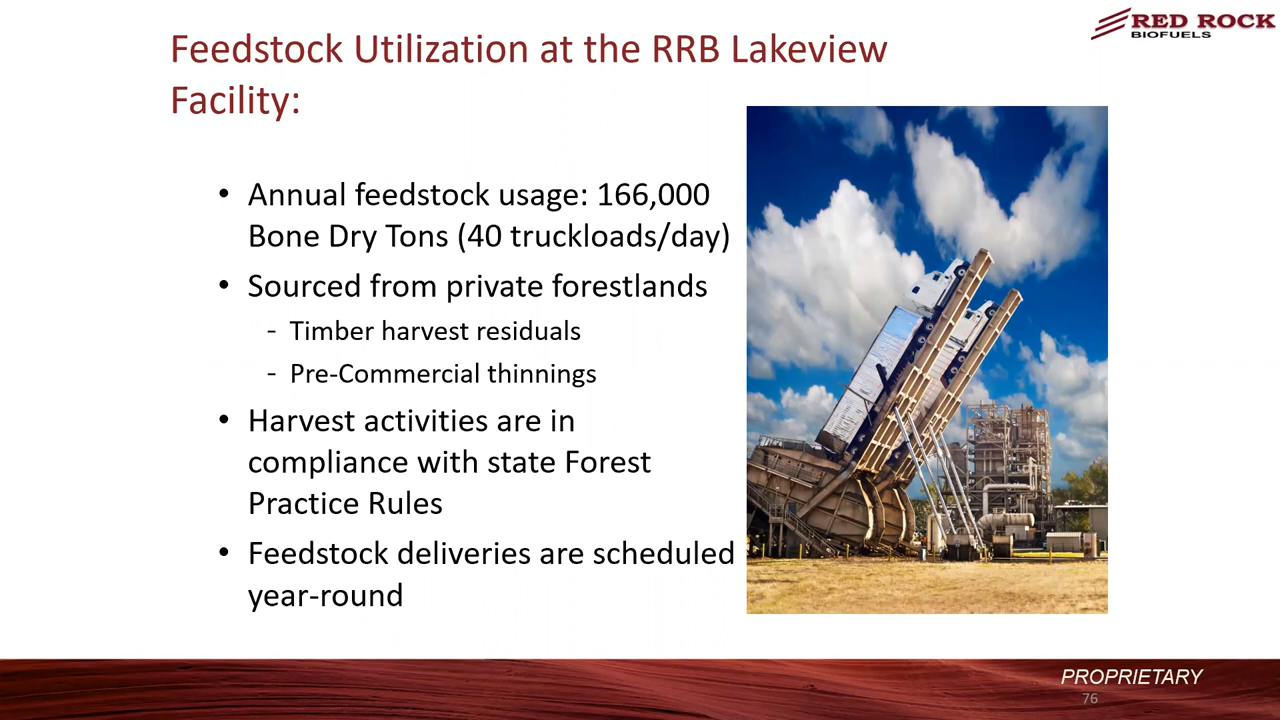 RED ROCK
BIOFUELS
Feedstock Utilization at the RRB Lakeview
Facility:
• Annual feedstock usage: 166,000
Bone Dry Tons (40 truckloads/day)
• Sourced from private forestlands
- Timber harvest residuals
- Pre-Commercial thinnings
• Harvest activities are in
compliance with state Forest
Practice Rules
• Feedstock deliveries are scheduled
year-round
PROPRIETARY
76